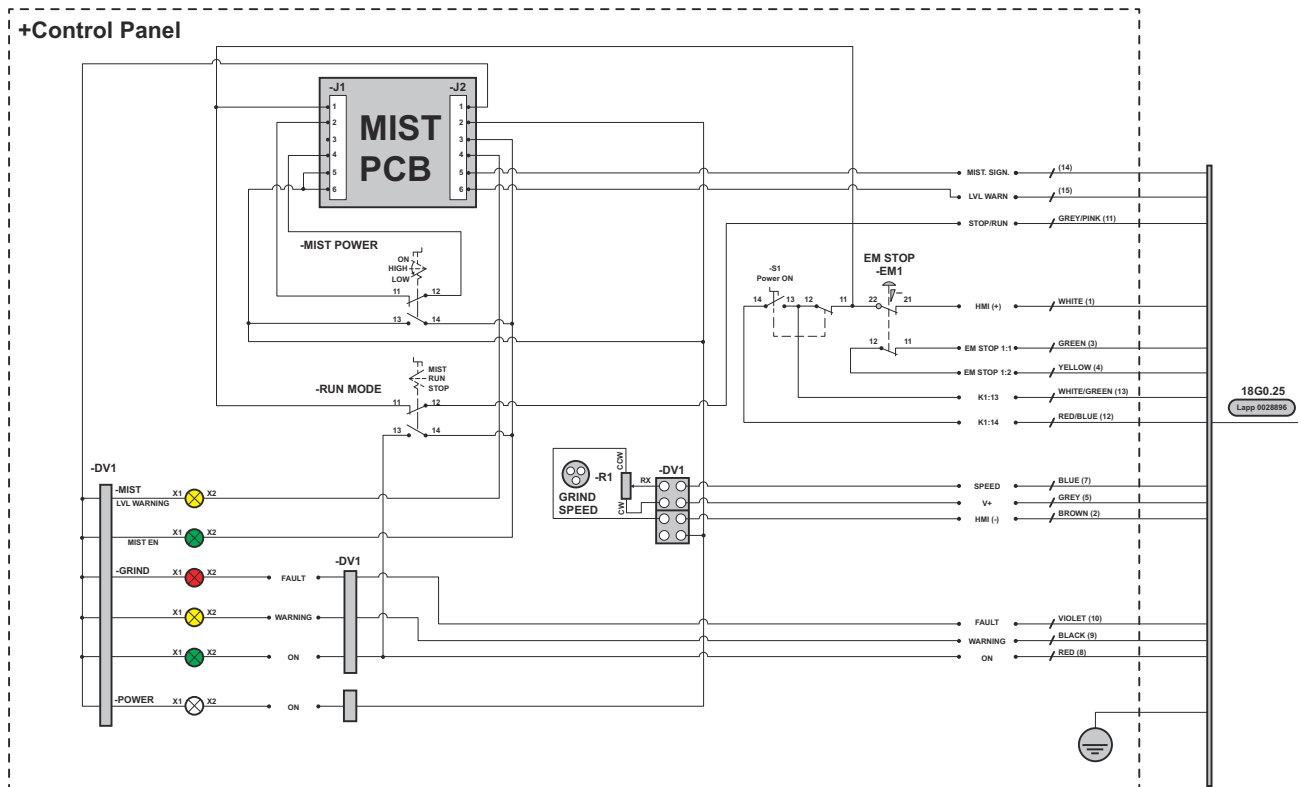 +Control Panel
-J1
-J2
MIST
PCB
1
2
3
4
5
6
1
2
3
4
5
6
MIST. SIGN.
(14)
LVL WARN
(15)
STOP/RUN
GREY/PINK (11)
-MIST POWER
ON
HIGH
LOW
11
12
13
14
-S1
Power ON
14
13
12
11
EM STOP
-EM1
22
21
HMI (+)
WHITE (1)
12
11
EM STOP 1:1
GREEN (3)
EM STOP 1:2
YELLOW (4)
K1:13
WHITE/GREEN (13)
K1:14
RED/BLUE (12)
18G0.25
Lapp 0028896
-RUN MODE
MIST
RUN
STOP
11
12
13
14
GRIND
SPEED
-R1
CCW
CW
RX
-DV1
SPEED
BLUE (7)
V+
GREY (5)
HMI (-)
BROWN (2)
-DV1
-MIST
LVL WARNING
X1
X2
MIST EN
X1
X2
-GRIND
X1
X2
FAULT
-DV1
X1
X2
WARNING
X1
X2
ON
-POWER
X1
X2
ON
FAULT
VIOLET (10)
WARNING
BLACK (9)
ON
RED (8)